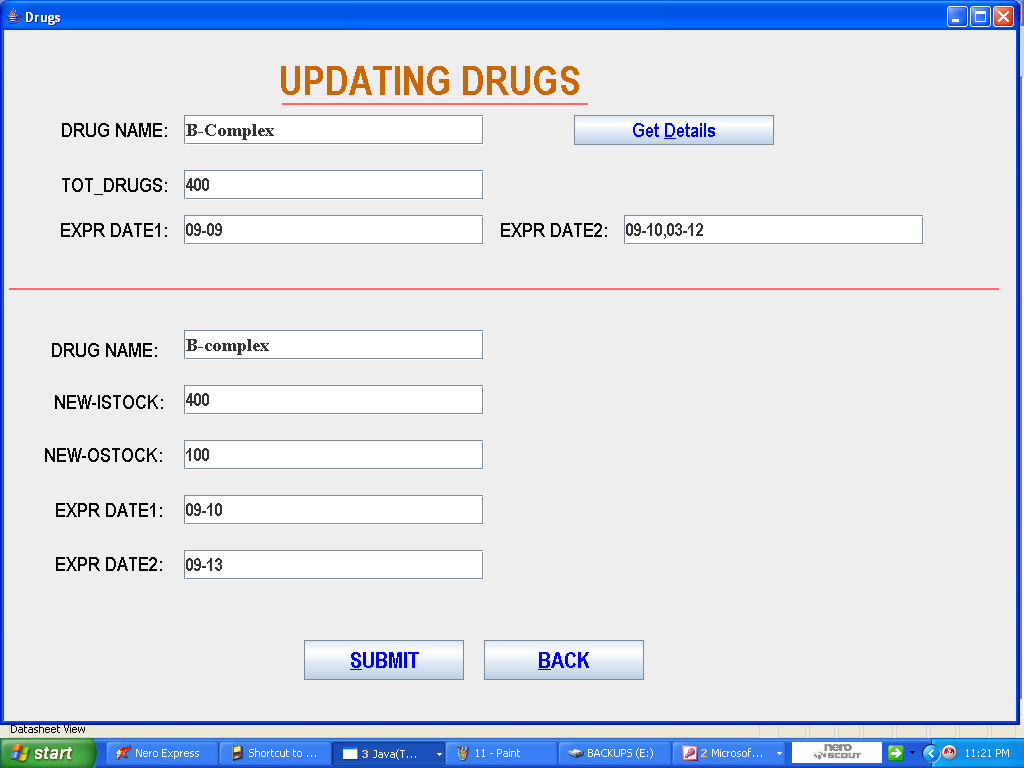 Drugs
UPDATING DRUGS
DRUG NAME: B-Complex Get Details
TOT_DRUGS: 400
EXPR DATE1: 09-09 EXPR DATE2: 09-10,03-12
DRUG NAME: B-complex
NEW-ISTOCK: 400
NEW-OSTOCK: 100
EXPR DATE1: 09-10
EXPR DATE2: 09-13
SUBMIT BACK
Datasheet View
start Nero Express Shortcut to ... 3 Java(T... 11 - Paint BACKUPS (E:) 2 Microsof... nero SCOUT 11:21 PM